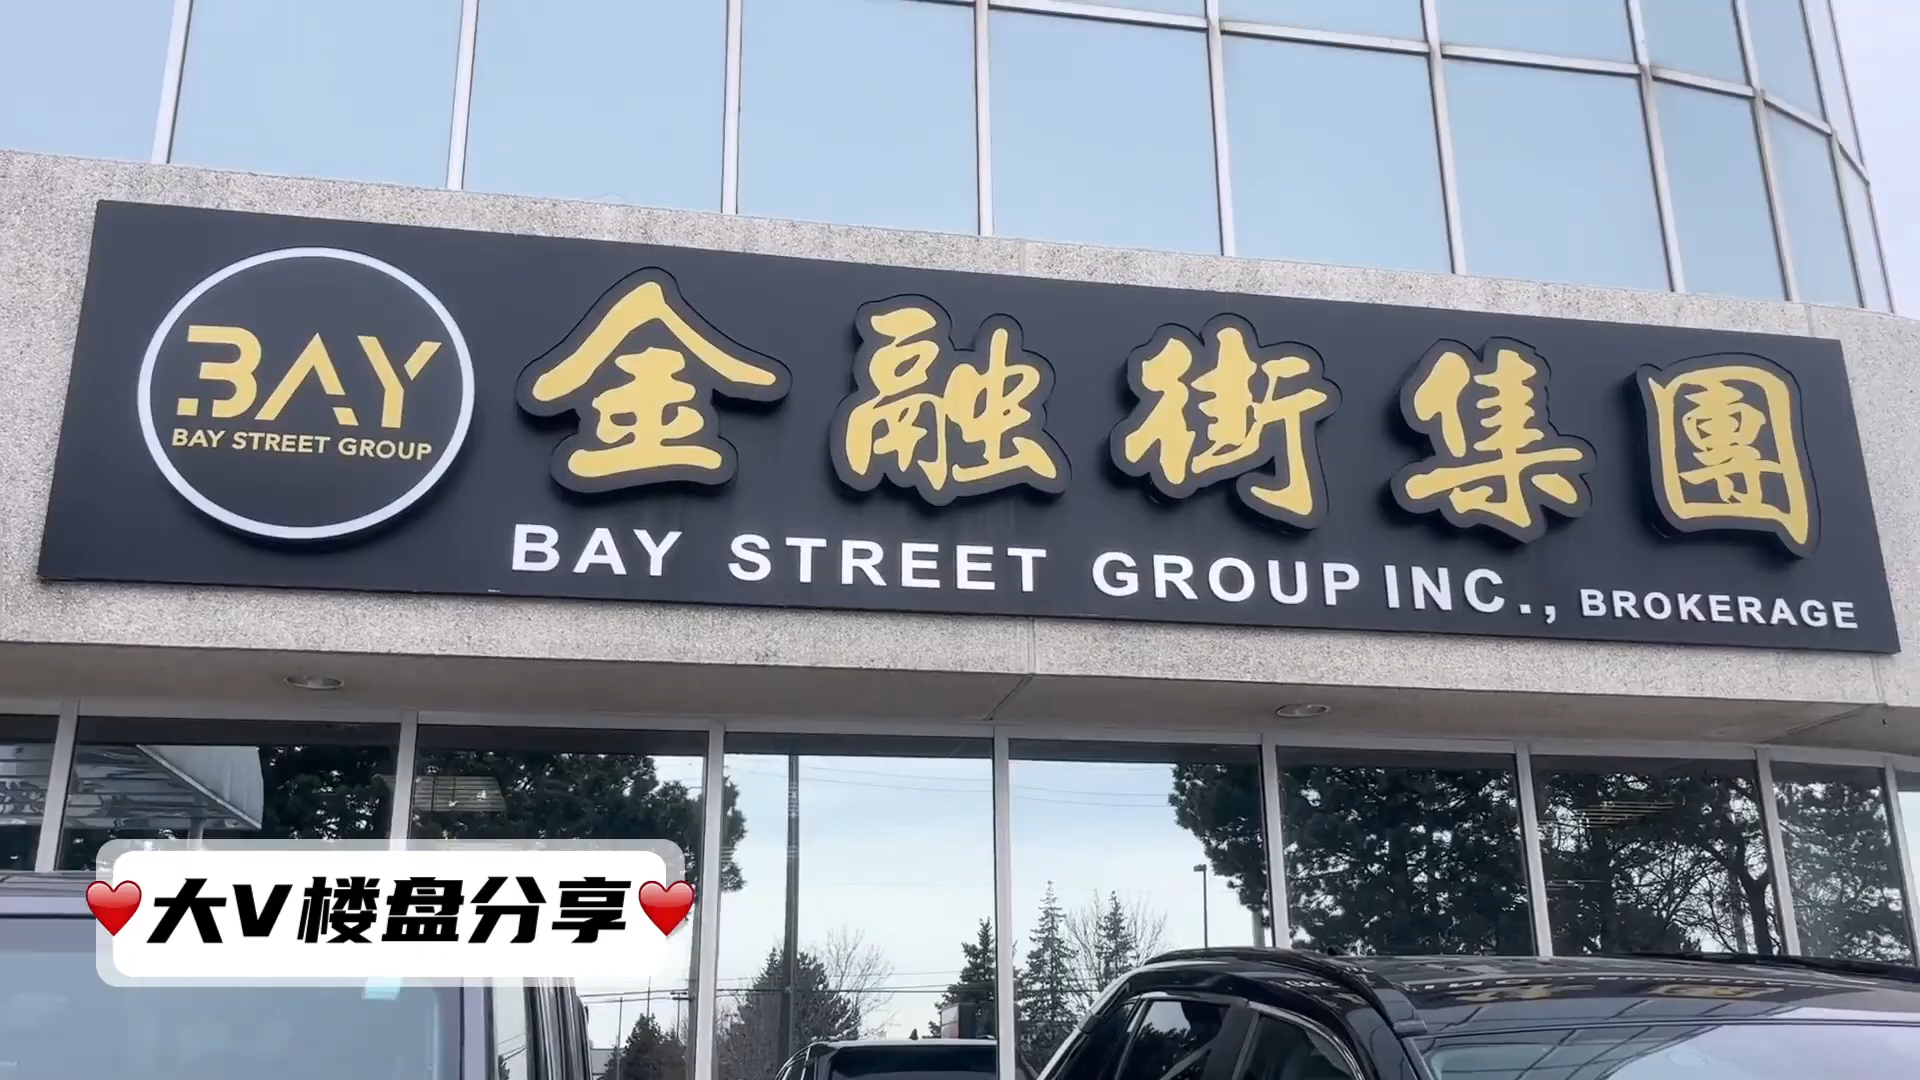 BAY
BAY STREET GROUP
金融街集團
BAY STREET GROUP INC., BROKERAGE
❤️大V楼盘分享❤️